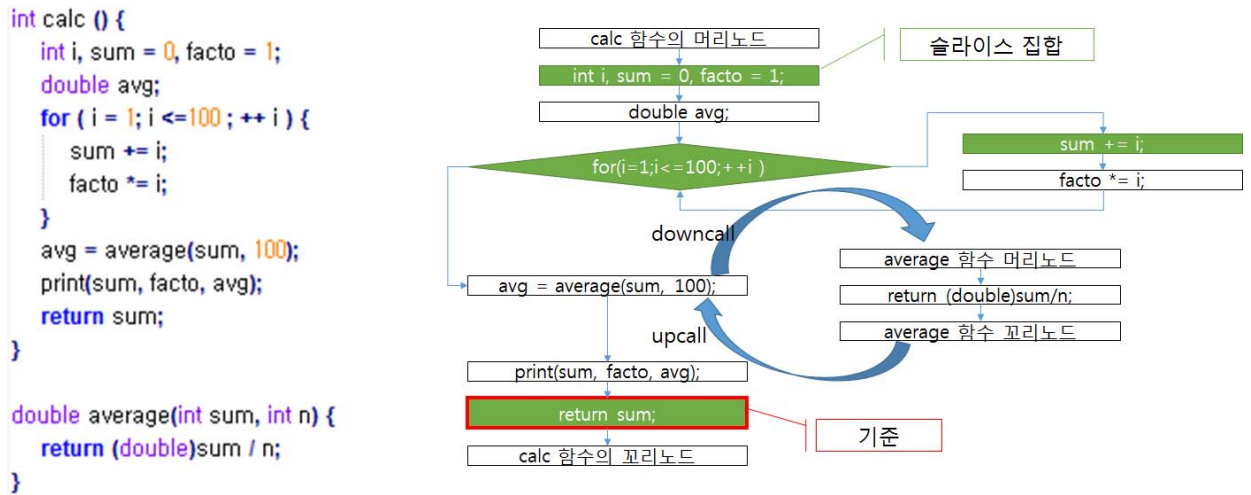 int calc () {
int i, sum = 0, facto = 1;
double avg;
for ( i = 1; i <=100 ; ++ i ) {
sum += i;
facto *= i;
}
avg = average(sum, 100);
print(sum, facto, avg);
return sum;
}
double average(int sum, int n) {
return (double)sum / n;
}
calc 함수의 머리노드
int i, sum = 0, facto = 1;
슬라이스 집합
double avg;
for(i=1;i<=100;++i )
sum += i;
facto *= i;
downcall
avg = average(sum, 100);
average 함수 머리노드
return (double)sum/n;
average 함수 꼬리노드
upcall
print(sum, facto, avg);
return sum;
기준
calc 함수의 꼬리노드